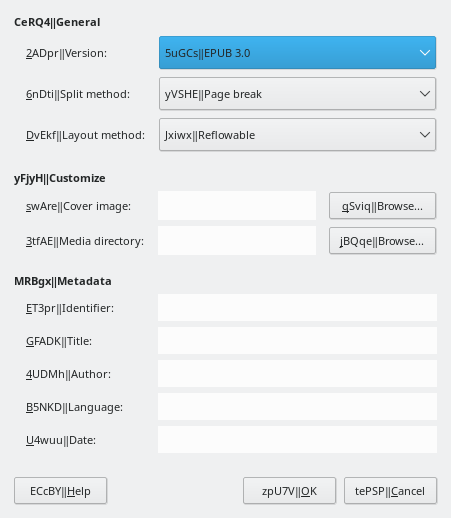 CeRQ4||General
2ADpr||Version:
5uGCs||EPUB 3.0
6nDti||Split method:
yVSHE||Page break
DvEkf||Layout method:
Jxiwx||Reflowable
yFjyH||Customize
swAre||Cover image:
qSviq||Browse...
3tfAE||Media directory:
jBQqe||Browse...
MRBgx||Metadata
ET3pr||Identifier:
GFADK||Title:
4UDMh||Author:
B5NKD||Language:
U4wuu||Date:
ECcBY||Help
zpU7V||OK
tePSP||Cancel